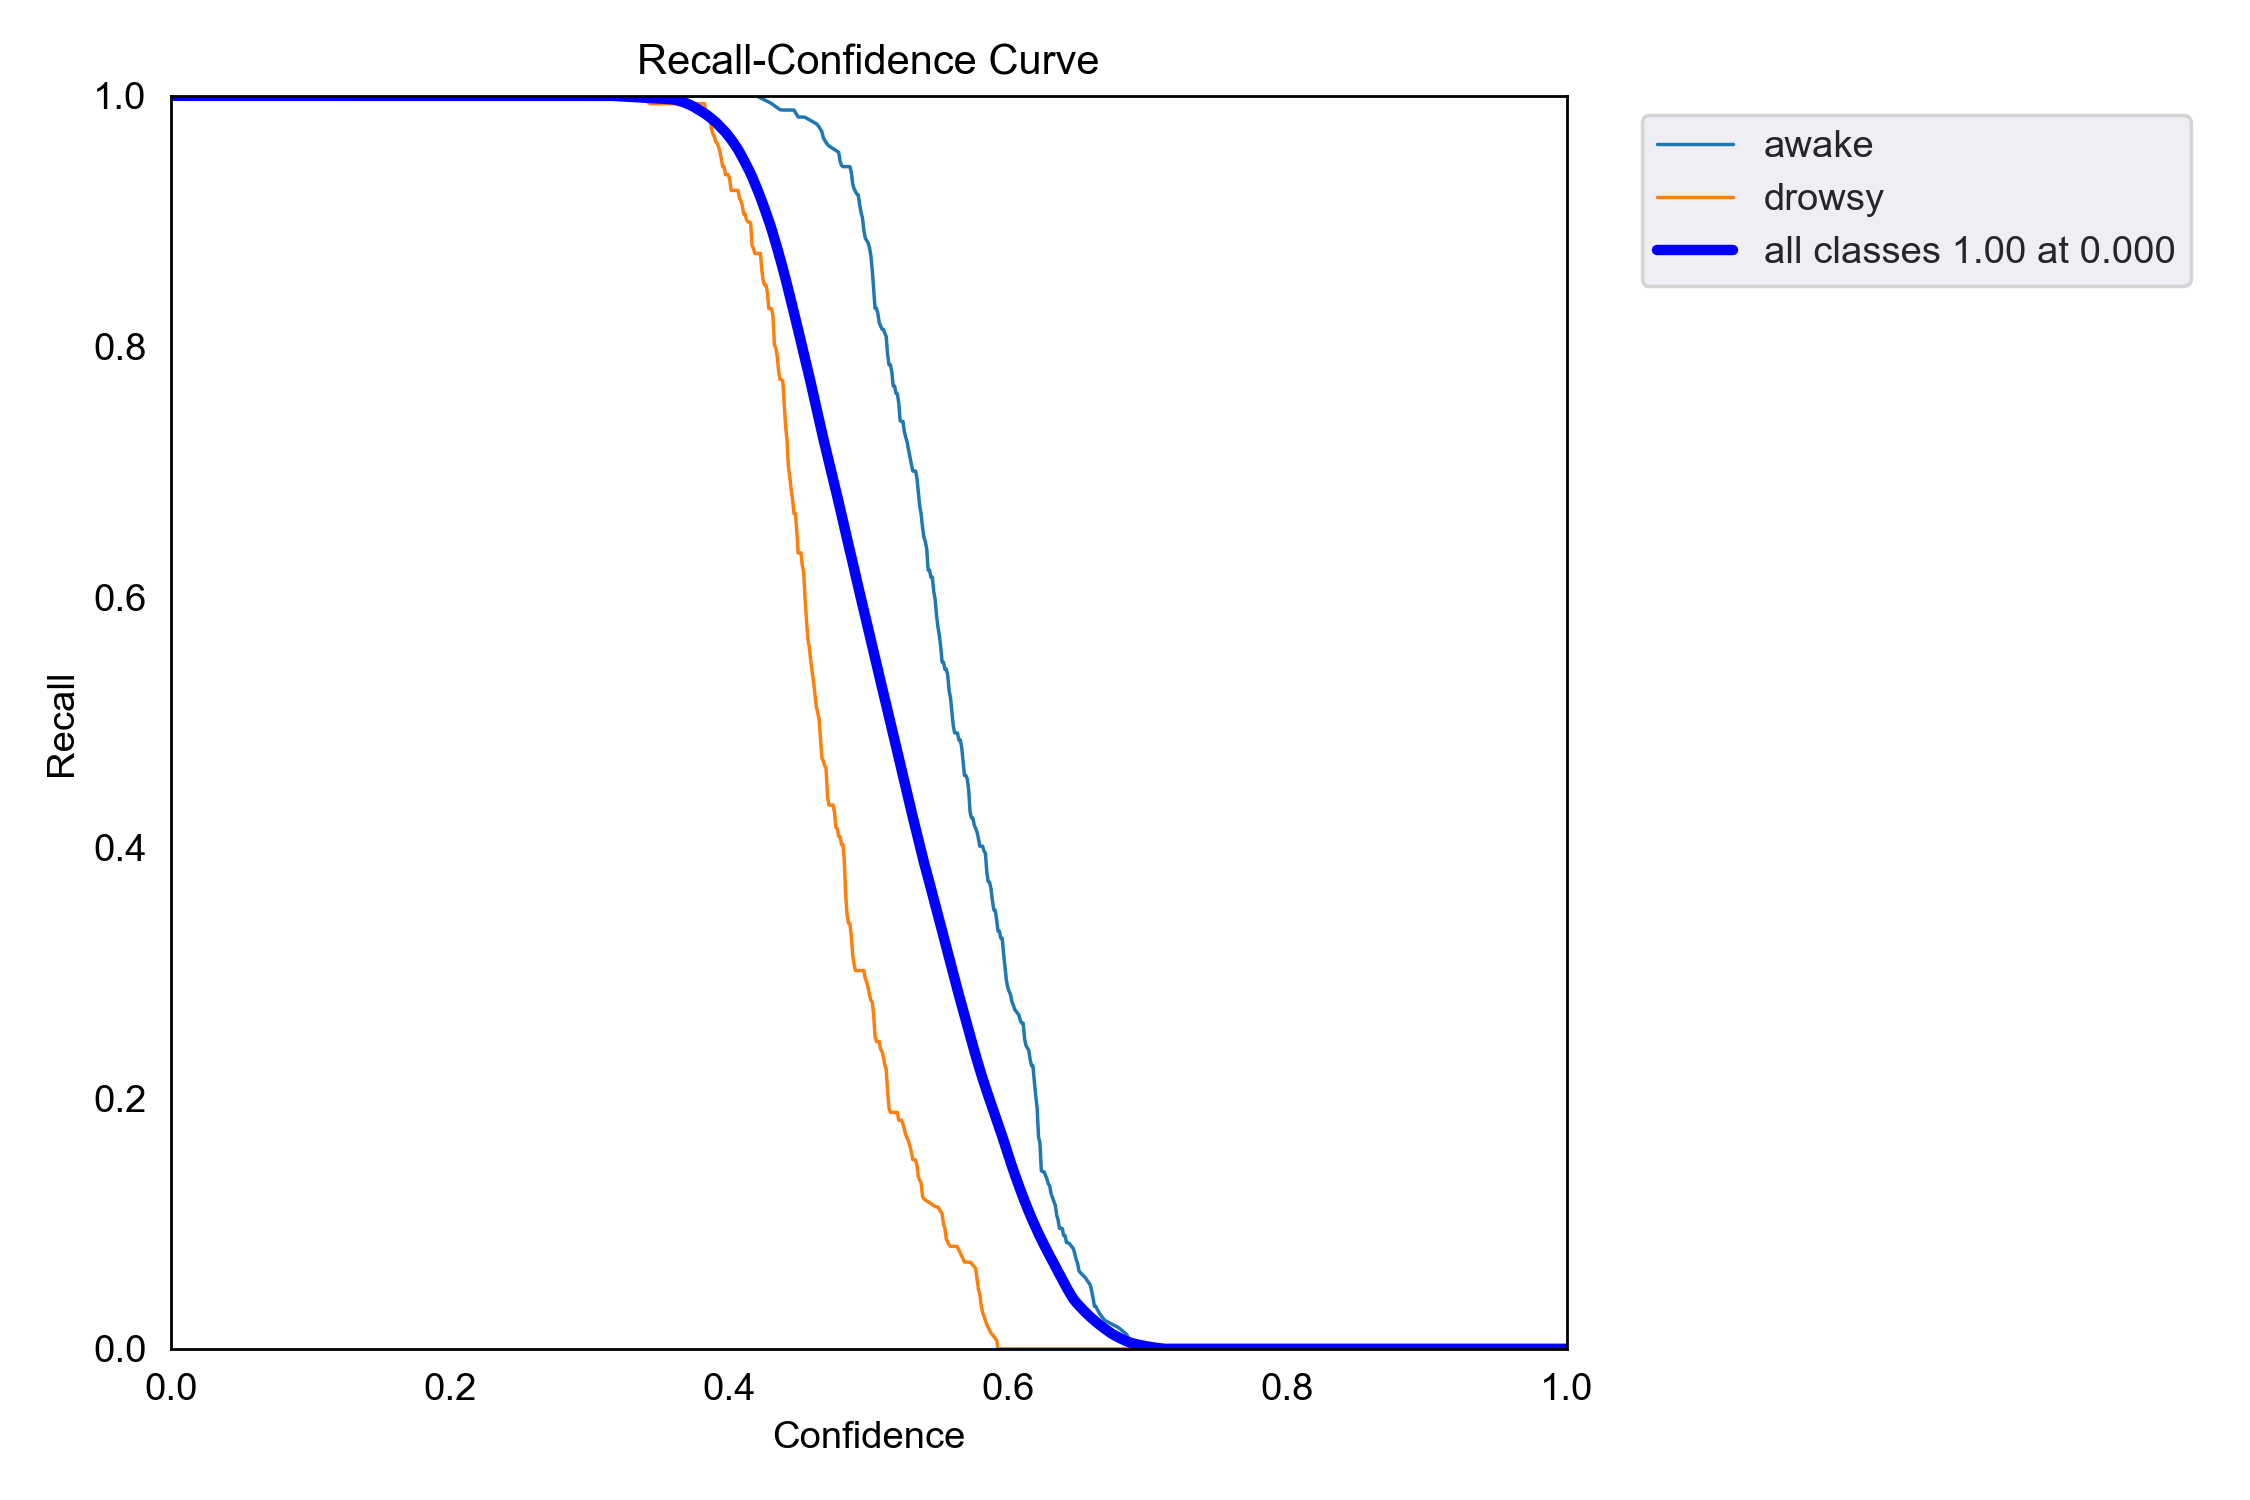 Recall-Confidence Curve
1.0
0.8
0.6
0.4
0.2
0.0
Recall
0.0 0.2 0.4 0.6 0.8 1.0
Confidence
awake
drowsy
all classes 1.00 at 0.000